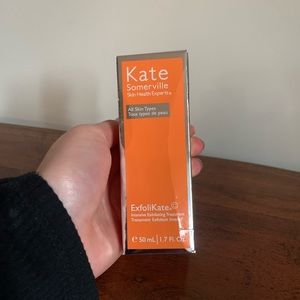 Kate
Somerville
Skin Health Experts
All Skin Types
Tous types de peau
ExfoliKate
Intensive Exfoliating Treatment
Traitement Exfoliant Intensif
℮ 50 mL | 1.7 Fl Oz